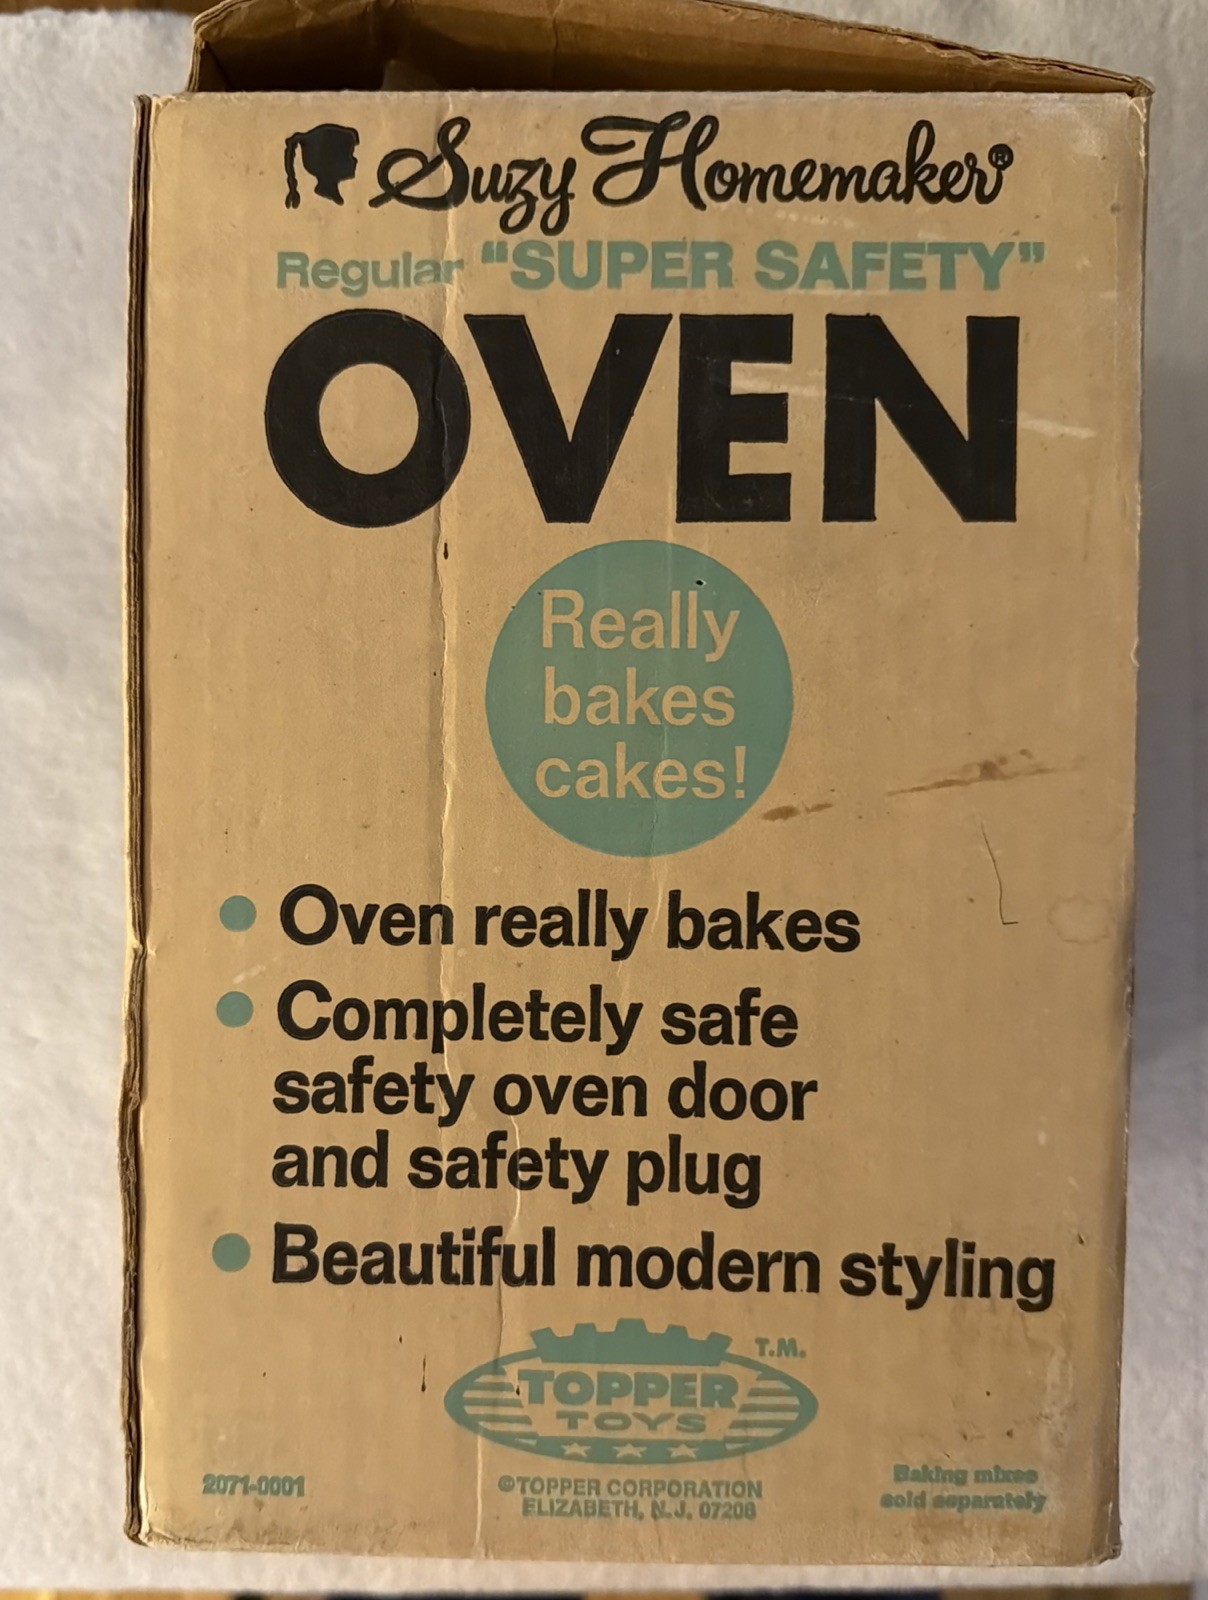 Suzy Homemaker®
Regular "SUPER SAFETY"
OVEN
Really
bakes
cakes!
• Oven really bakes
• Completely safe
safety oven door
and safety plug
• Beautiful modern styling
T.M.
TOPPER
TOYS
2071-0001
©TOPPER CORPORATION
ELIZABETH, N.J. 07206
Baking mixes
sold separately